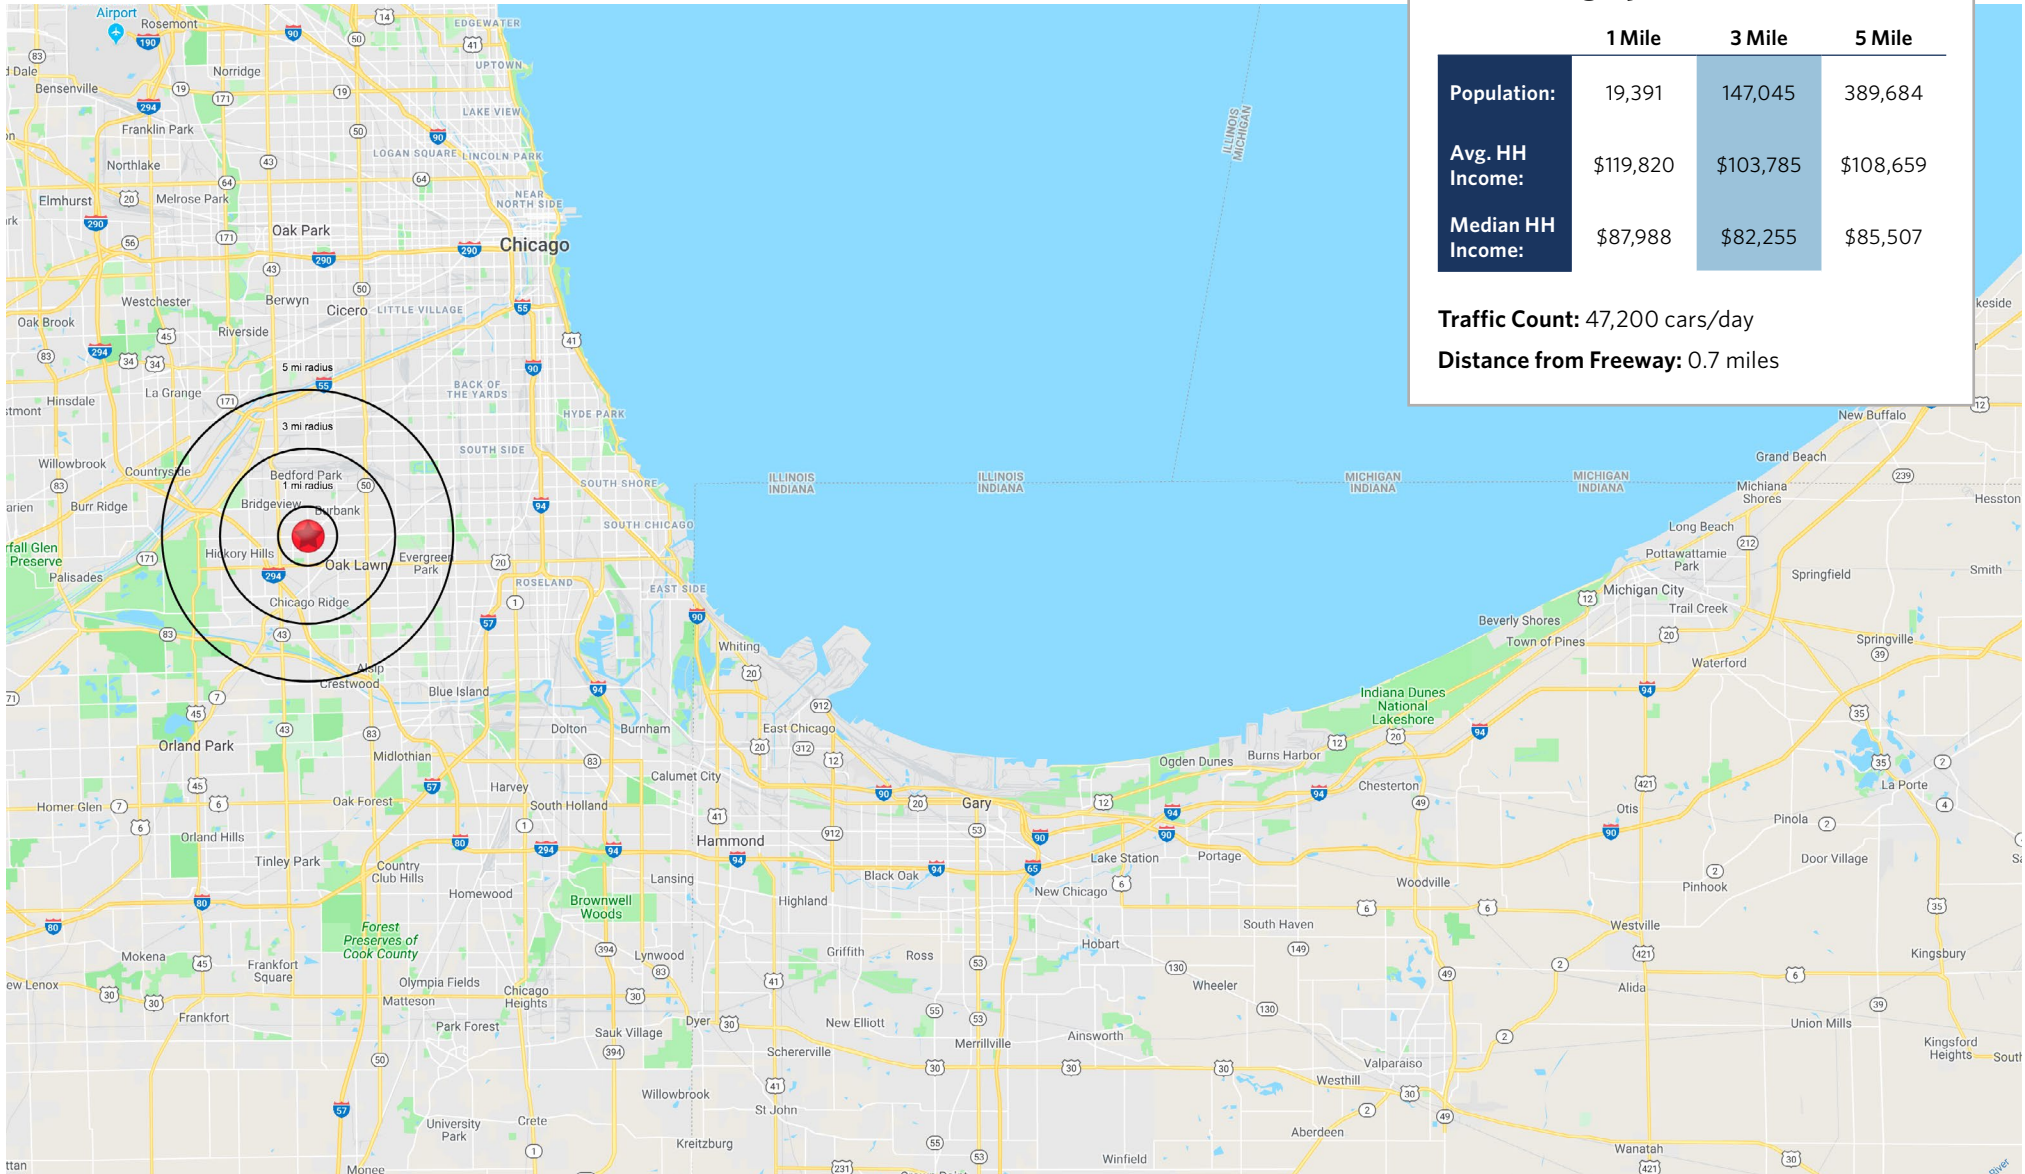 1 Mile 3 Mile 5 Mile
Population: 19,391 147,045 389,684
Avg. HH
Income: $119,820 $103,785 $108,659
Median HH
Income: $87,988 $82,255 $85,507
Traffic Count: 47,200 cars/day
Distance from Freeway: 0.7 miles
Airport
Rosemont
EDGEWATER
UPTOWN
Norridge
Bensenville
LAKE VIEW
Franklin Park
LOGAN SQUARE
LINCOLN PARK
Northlake
Elmhurst
Melrose Park
NEAR
NORTH SIDE
Oak Park
Chicago
Westchester
Berwyn
Cicero
LITTLE VILLAGE
Oak Brook
Riverside
5 mi radius
La Grange
Hinsdale
BACK OF
THE YARDS
HYDE PARK
3 mi radius
SOUTH SIDE
Willowbrook
Countryside
Bedford Park
1 mi radius
SOUTH SHORE
Burr Ridge
Bridgeview
Burbank
SOUTH CHICAGO
Hickory Hills
Oak Lawn
Evergreen
Park
Palisades
Preserve
ROSELAND
EAST SIDE
Chicago Ridge
Alsip
Crestwood
Blue Island
Whiting
Orland Park
Midlothian
Dolton
Burnham
East Chicago
Calumet City
Homer Glen
Oak Forest
Harvey
South Holland
Gary
Orland Hills
Hammond
Tinley Park
Country
Club Hills
Homewood
Lansing
Black Oak
Lake Station
Portage
New Chicago
Highland
Brownwell
Woods
Forest
Preserves of
Cook County
Mokena
Frankfort
Square
Lynwood
Griffith
Ross
Hobart
South Haven
Olympia Fields
Matteson
Chicago
Heights
Wheeler
Frankfort
Park Forest
Sauk Village
Dyer
New Elliott
Merrillville
Ainsworth
Schererville
Valparaiso
Westhill
Willowbrook
St John
University
Park
Crete
Kreitzburg
Aberdeen
Monee
Winfield
Wanatah
ILLINOIS
MICHIGAN
ILLINOIS
INDIANA
ILLINOIS
INDIANA
MICHIGAN
INDIANA
MICHIGAN
INDIANA
New Buffalo
Grand Beach
Michiana
Shores
Hesston
Long Beach
Pottawattamie
Park
Springfield
Smith
Michigan City
Trail Creek
Beverly Shores
Town of Pines
Springville
Waterford
Indiana Dunes
National
Lakeshore
Ogden Dunes
Burns Harbor
Chesterton
Otis
Pinola
La Porte
Door Village
Woodville
Pinhook
Westville
Kingsbury
Alida
Union Mills
Kingsford
Heights